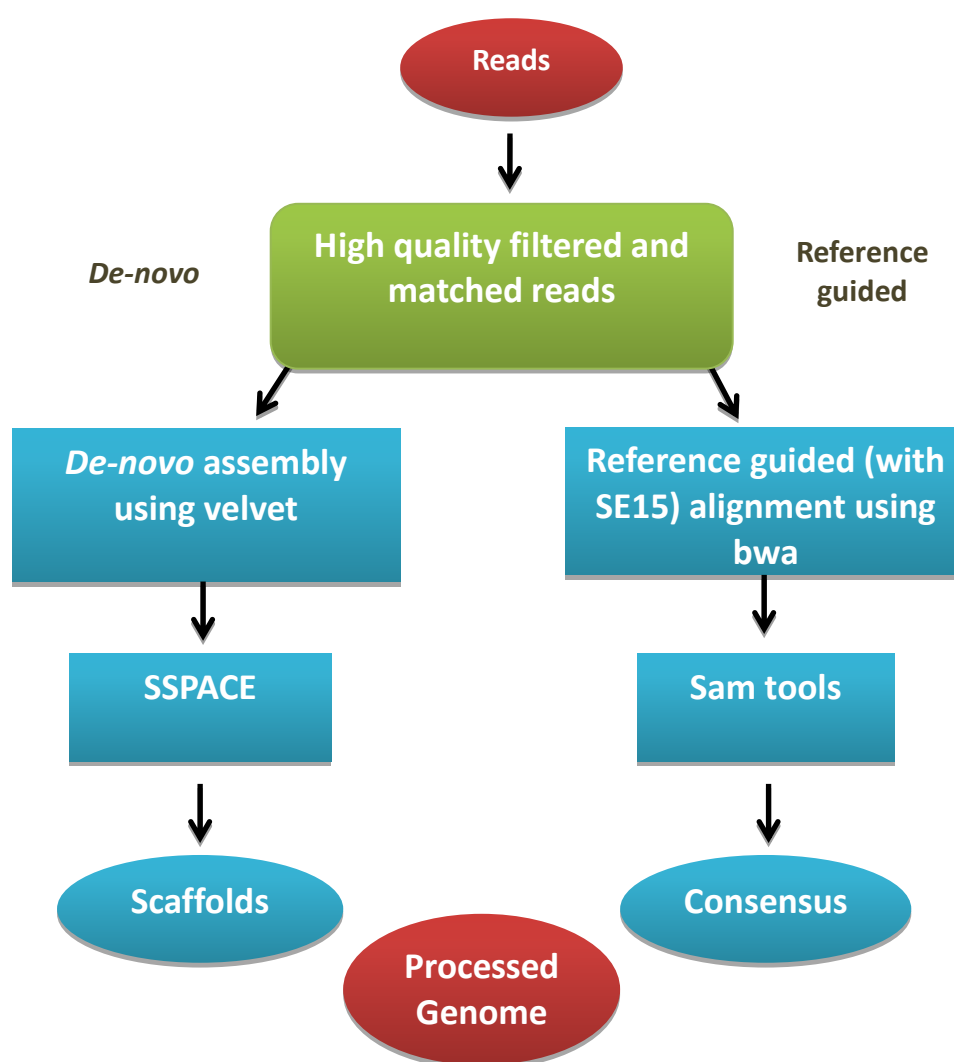 Reads
High quality filtered and
matched reads
De-novo
Reference
guided
De-novo assembly
using velvet
Reference guided (with
SE15) alignment using
bwa
SSPACE
Sam tools
Scaffolds
Consensus
Processed
Genome